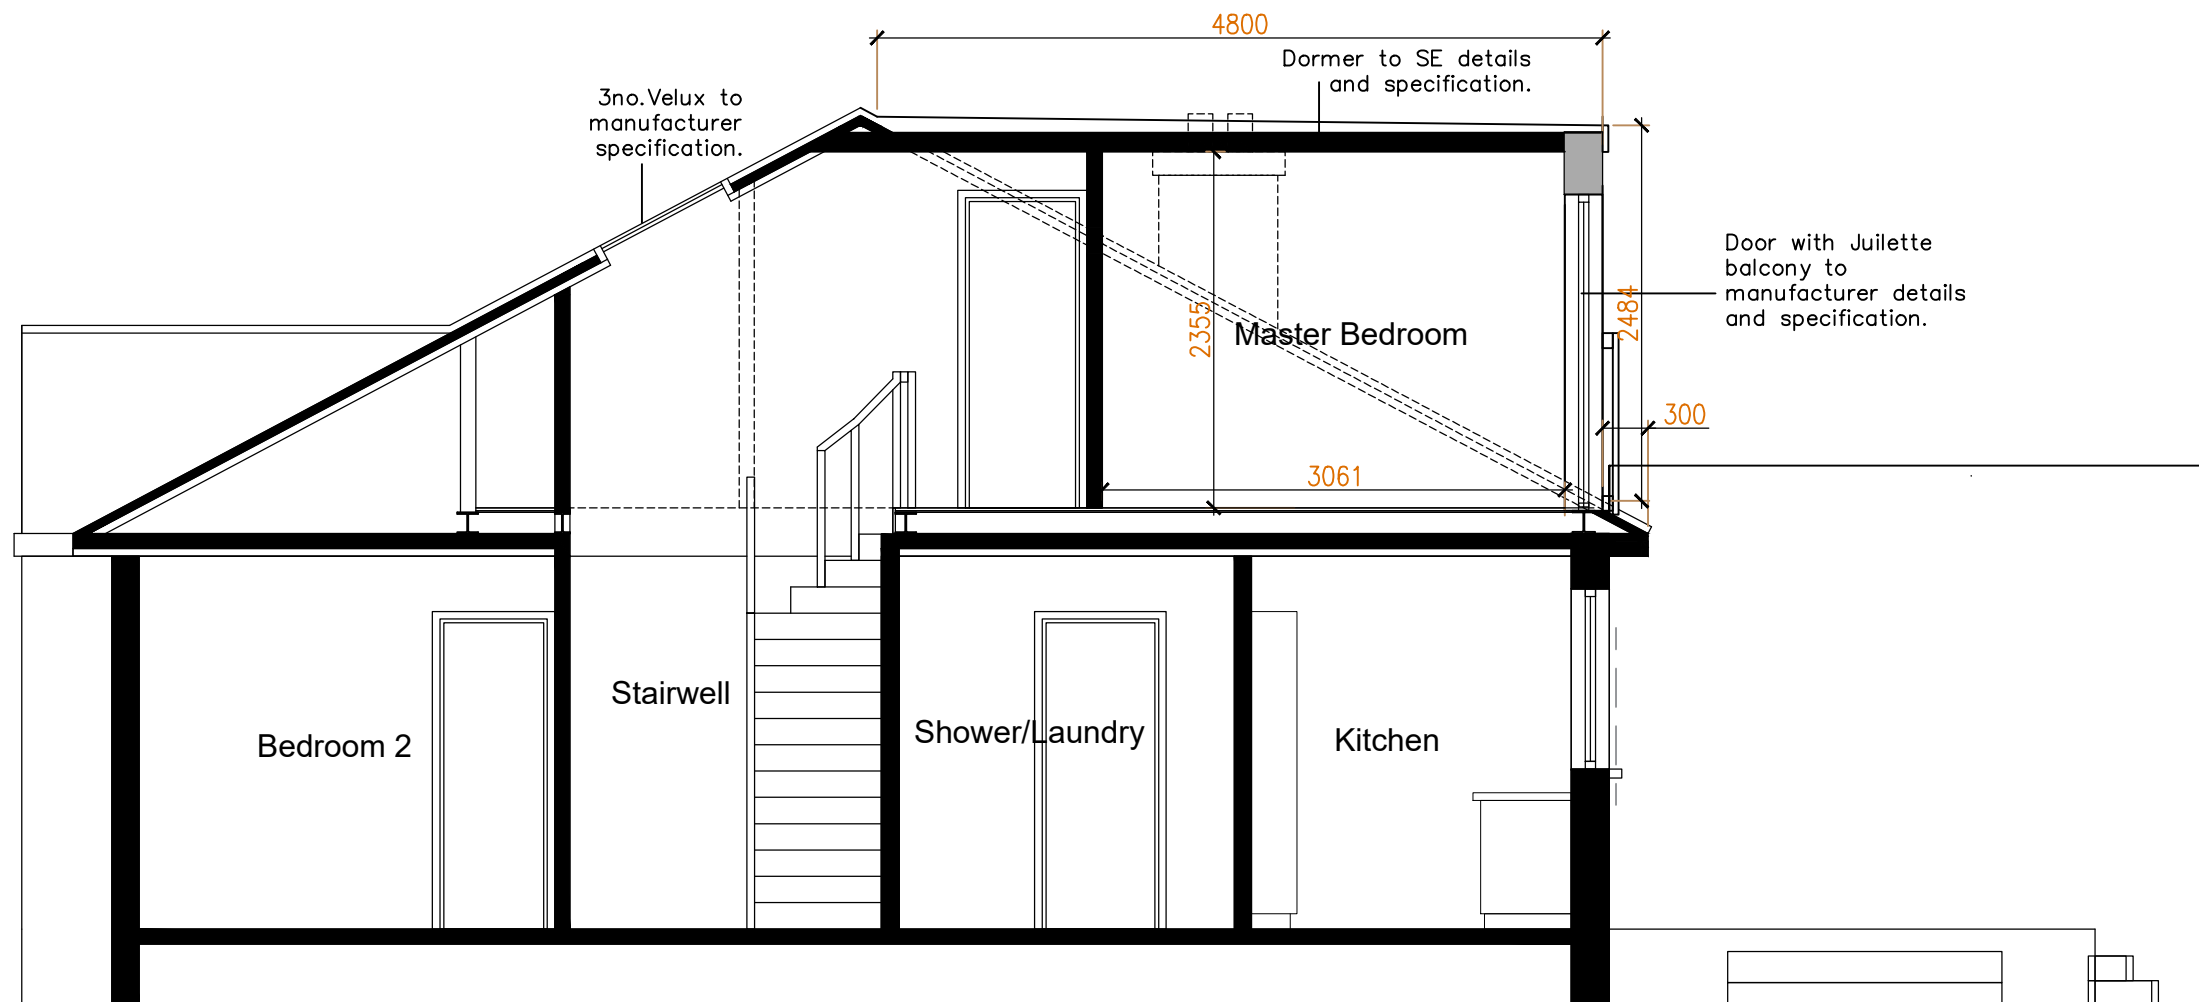 4800
Dormer to SE details
and specification.
3no.Velux to
manufacturer
specification.
Door with Juilette
balcony to
manufacturer details
and specification.
2484
2355
Master Bedroom
300
3061
Stairwell
Shower/Laundry
Kitchen
Bedroom 2